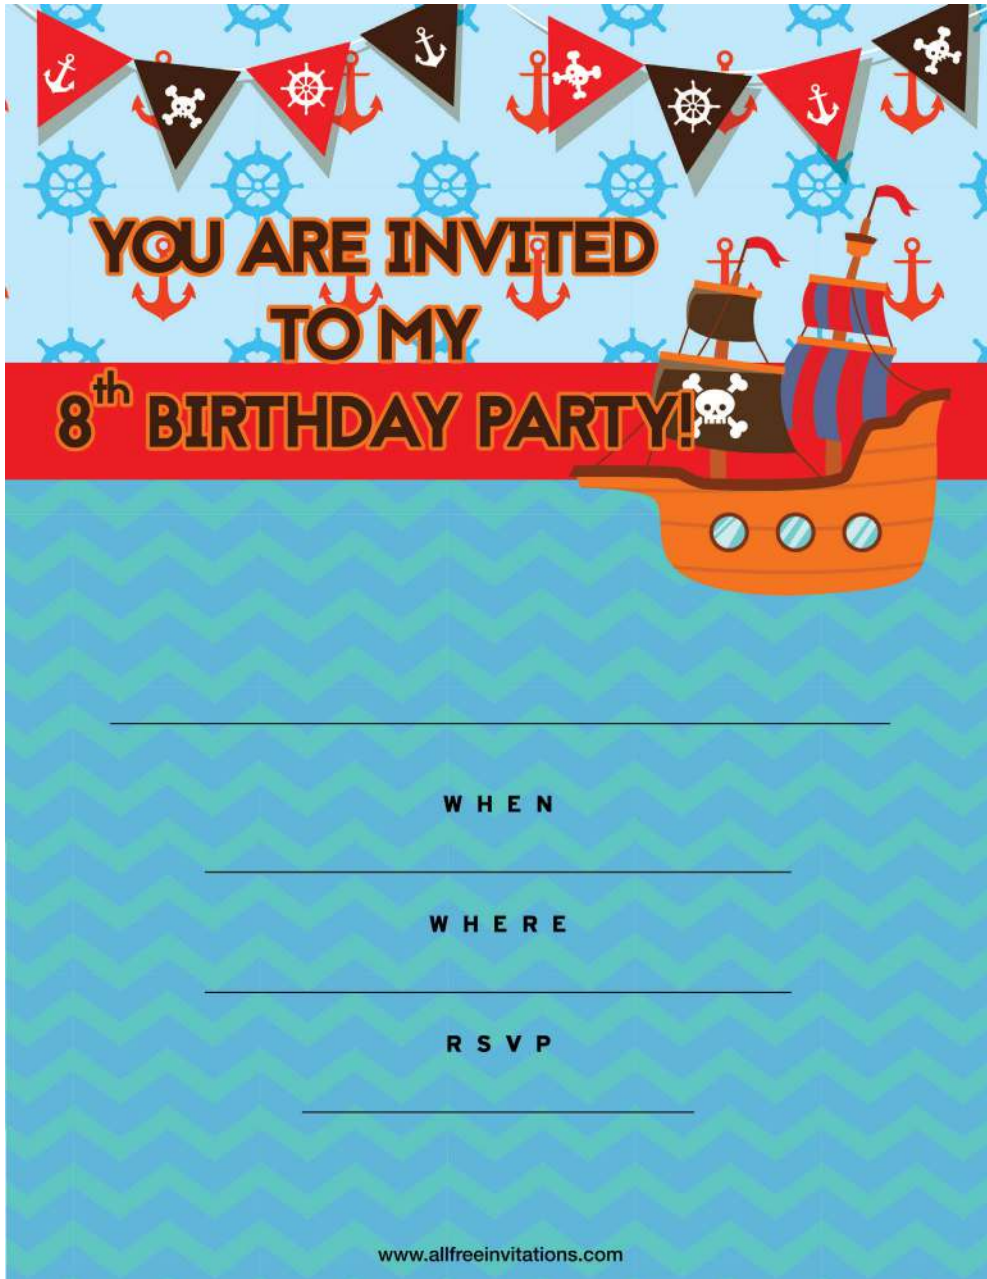 YOU ARE INVITED
TO MY
8th BIRTHDAY PARTY!
WHEN
WHERE
RSVP
www.allfreeinvitations.com